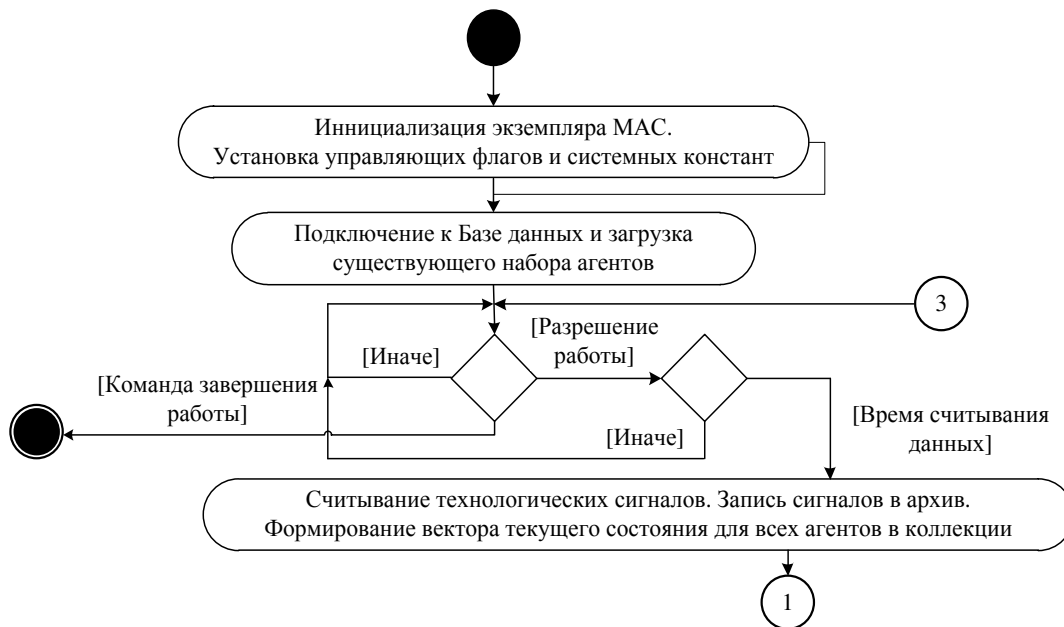 Иннициализация экземпляра МАС.
Установка управляющих флагов и системных констант
Подключение к Базе данных и загрузка
существующего набора агентов
3
[Разрешение
работы]
[Иначе]
[Команда завершения
работы]
[Время считывания
данных]
[Иначе]
Считывание технологических сигналов. Запись сигналов в архив.
Формирование вектора текущего состояния для всех агентов в коллекции
1